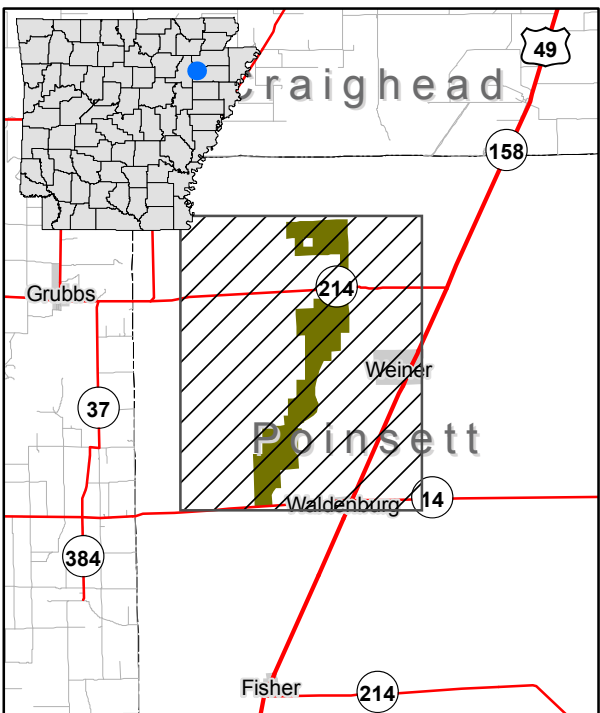 49
Craighead
158
Grubbs
214
Weiner
37
Poinsett
Waldenburg
14
384
Fisher
214